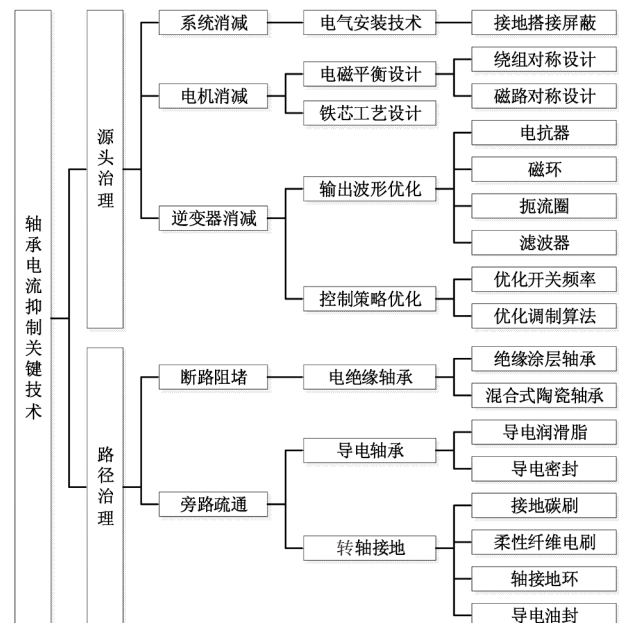 轴承电流抑制关键技术
源头治理
系统消减
电气安装技术
接地搭接屏蔽
电机消减
电磁平衡设计
绕组对称设计
磁路对称设计
铁芯工艺设计
逆变器消减
输出波形优化
电抗器
磁环
扼流圈
滤波器
控制策略优化
优化开关频率
优化调制算法
路径治理
断路阻堵
电绝缘轴承
绝缘涂层轴承
混合式陶瓷轴承
旁路疏通
导电轴承
导电润滑脂
导电密封
转轴接地
接地碳刷
柔性纤维电刷
轴接地环
导电油封